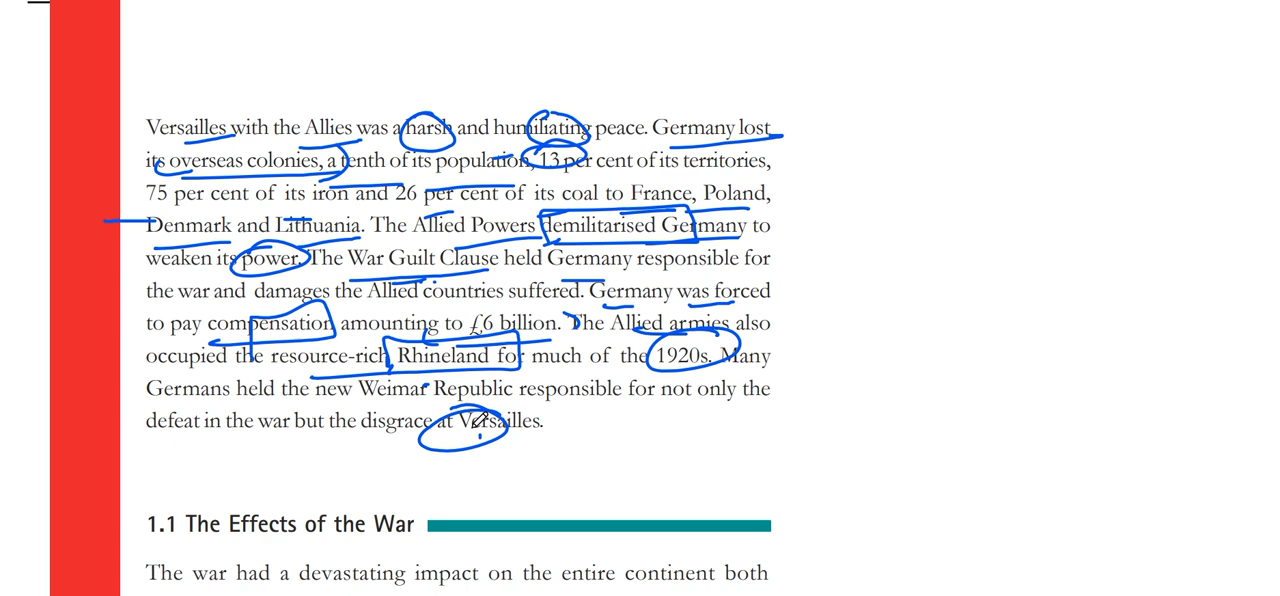 Versailles with the Allies was a harsh and humiliating peace. Germany lost
its overseas colonies, a tenth of its population, 13 per cent of its territories,
75 per cent of its iron and 26 per cent of its coal to France, Poland,
Denmark and Lithuania. The Allied Powers demilitarised Germany to
weaken its power. The War Guilt Clause held Germany responsible for
the war and damages the Allied countries suffered. Germany was forced
to pay compensation amounting to £6 billion. The Allied armies also
occupied the resource-rich Rhineland for much of the 1920s. Many
Germans held the new Weimar Republic responsible for not only the
defeat in the war but the disgrace at Versailles.
1.1 The Effects of the War
The war had a devastating impact on the entire continent both